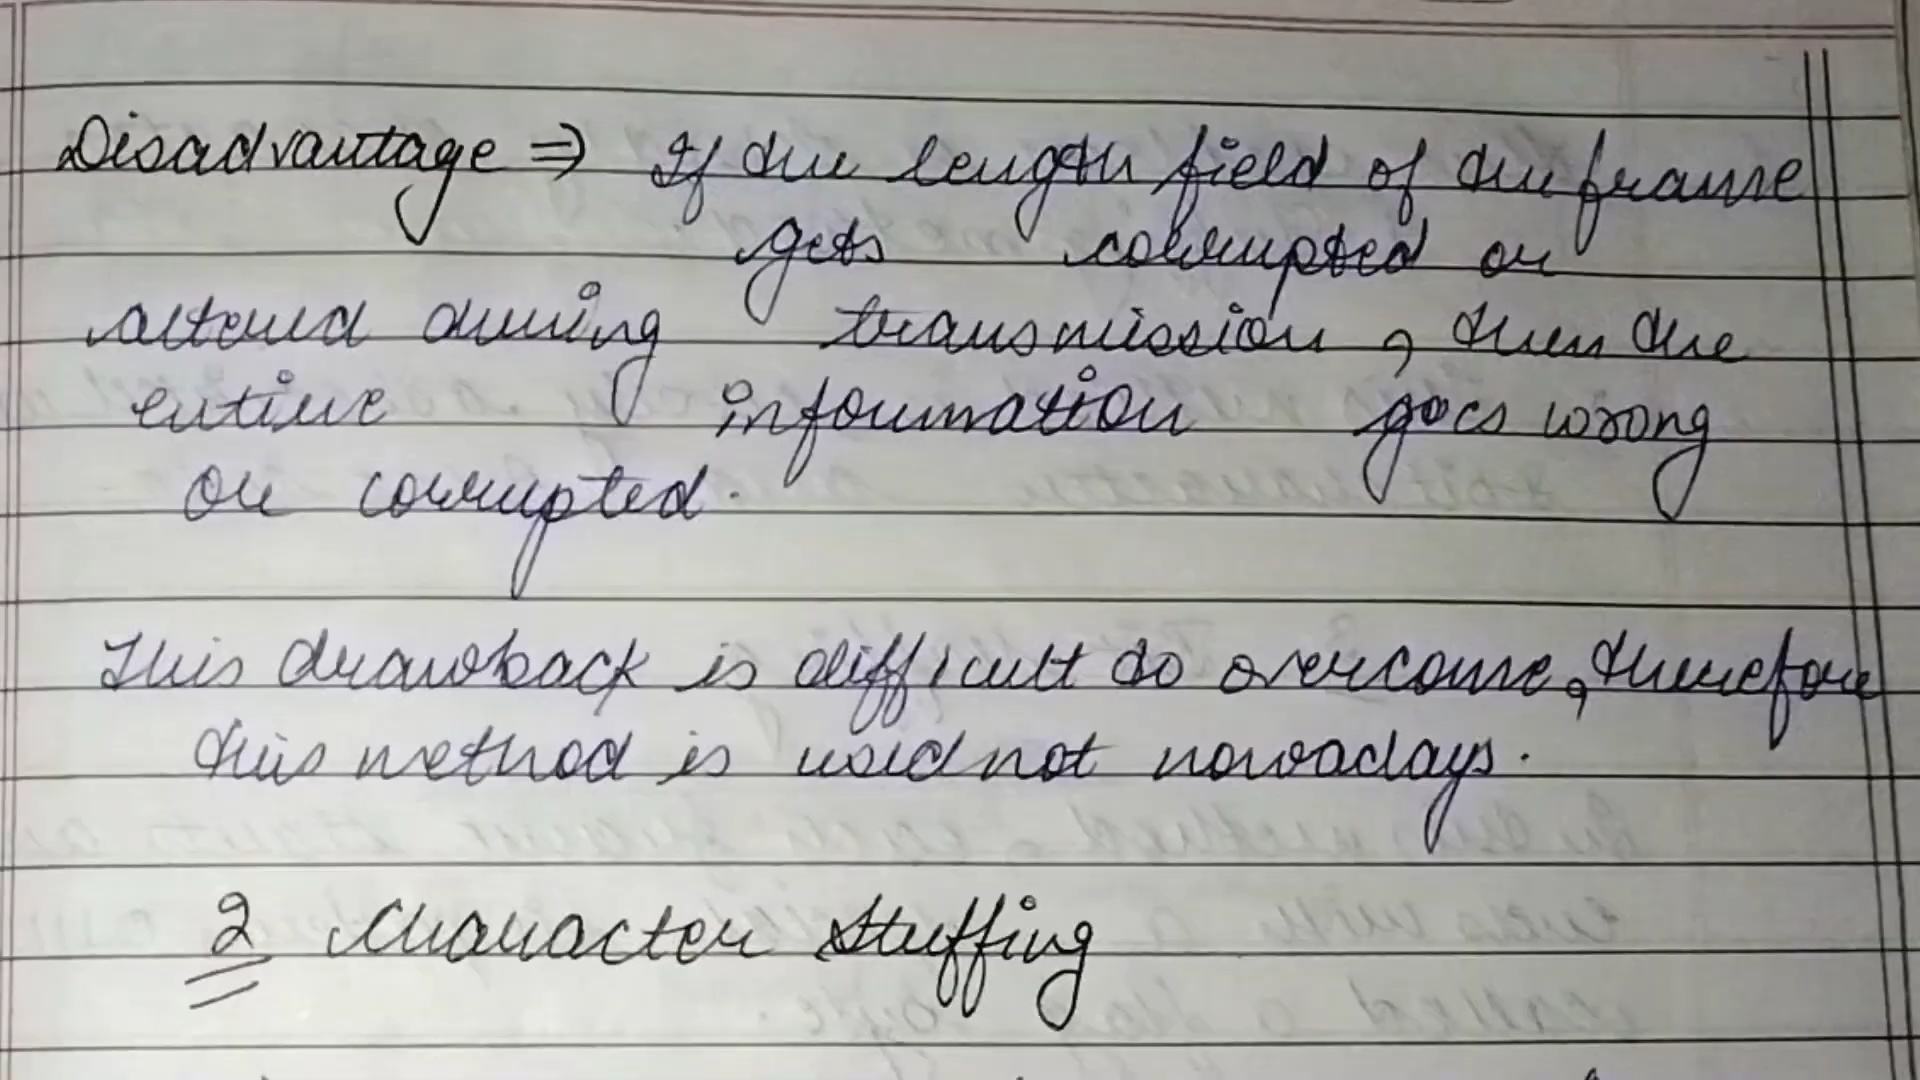 Disadvantage ⇒ If the length field of the frame
gets corrupted or
altered during transmission, then the
entire information goes wrong
or corrupted.
This drawback is difficult to overcome, therefore
this method is used not nowadays.
2 Character Stuffing